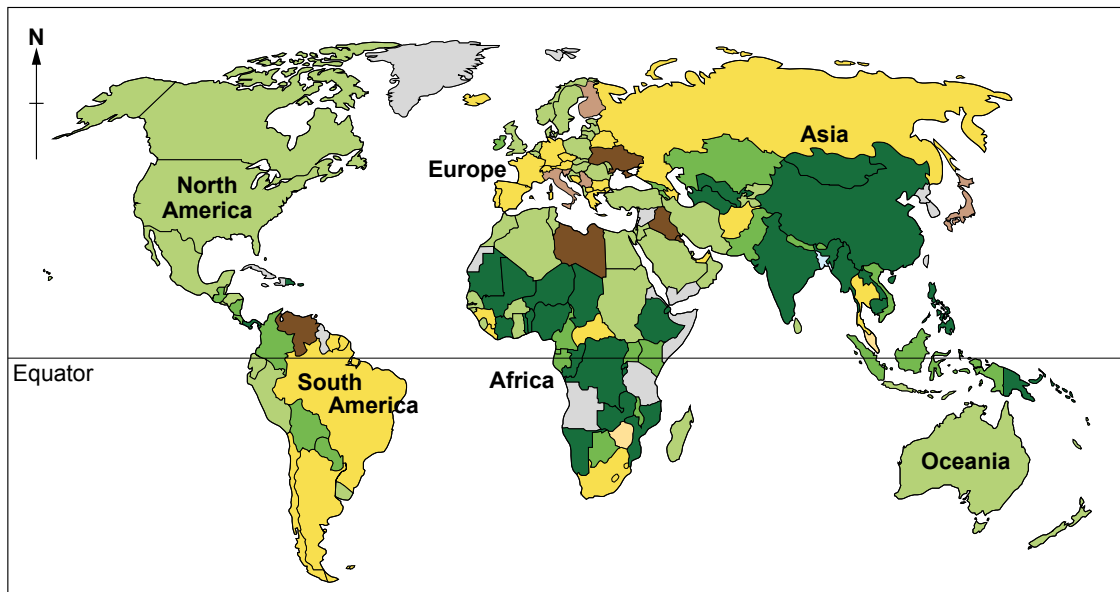 N
Asia
Europe
North
America
Equator
Africa
South
America
Oceania